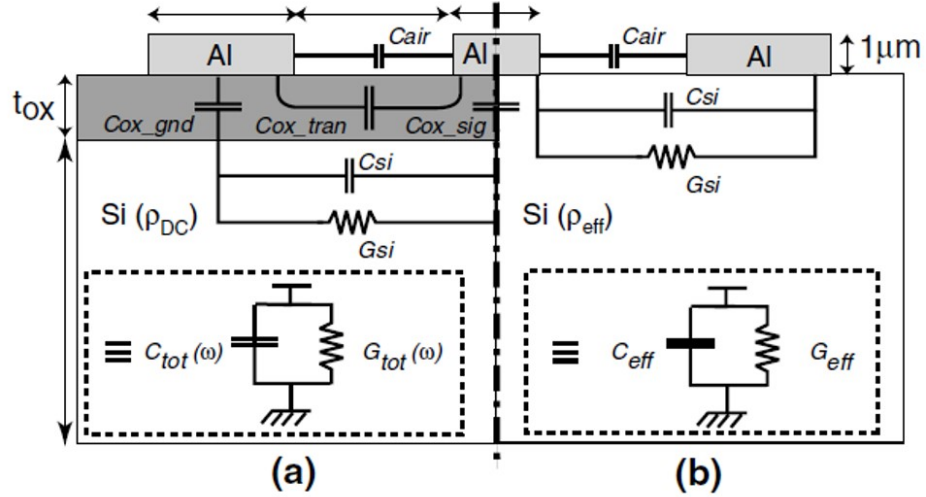 Cair
Cair
Al
Al
Al
1μm
tox
Cox_gnd
Cox_tran
Cox_sig
Csi
Gsi
Csi
Gsi
Si (ρDC)
Si (ρeff)
≡ Ctot (ω)
Gtot (ω)
≡ Ceff
Geff
(a)
(b)